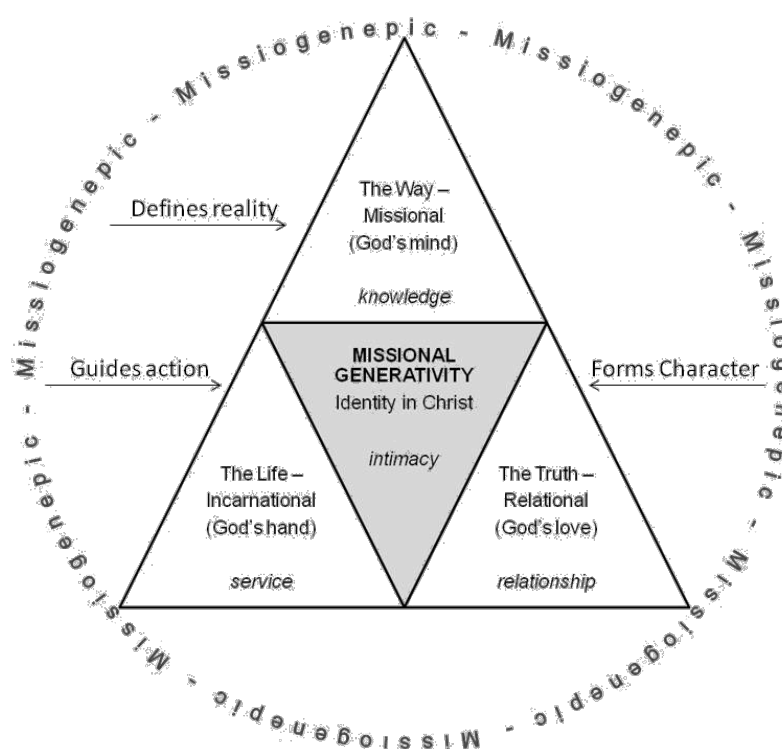 Missiogenepic - Missiogenepic - Missiogenepic - Missiogenepic - Missiogenepic - Missiogenepic - Missiogenepic -
The Way –
Missional
(God's mind)
knowledge
Defines reality
Guides action
Forms Character
MISSIONAL
GENERATIVITY
Identity in Christ
intimacy
The Life –
Incarnational
(God's hand)
service
The Truth –
Relational
(God's love)
relationship